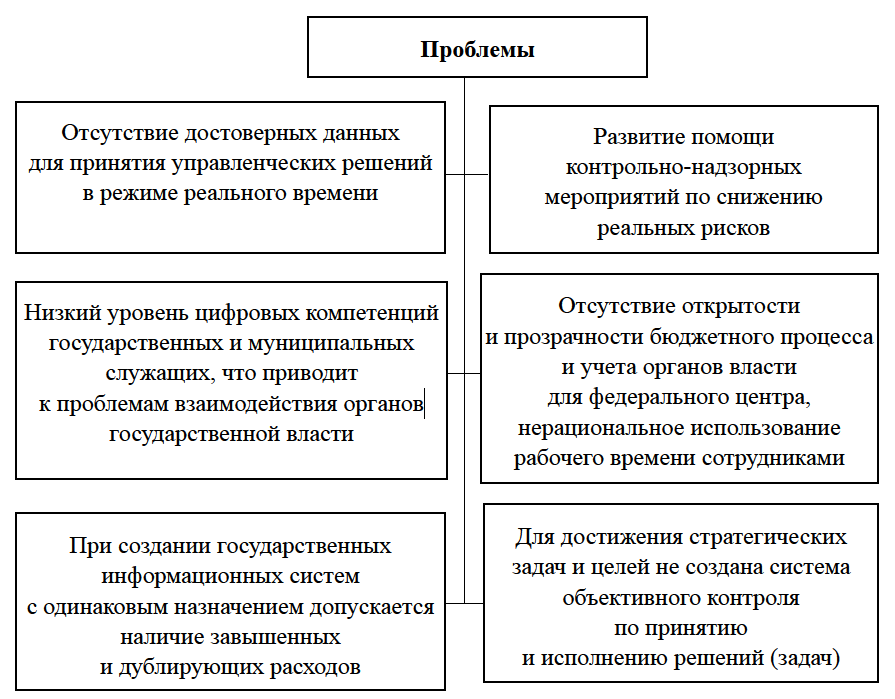 Проблемы
Отсутствие достоверных данных
для принятия управленческих решений
в режиме реального времени
Развитие помощи
контрольно-надзорных
мероприятий по снижению
реальных рисков
Низкий уровень цифровых компетенций
государственных и муниципальных
служащих, что приводит
к проблемам взаимодействия органов
государственной власти
Отсутствие открытости
и прозрачности бюджетного процесса
и учета органов власти
для федерального центра,
нерациональное использование
рабочего времени сотрудниками
При создании государственных
информационных систем
с одинаковым назначением допускается
наличие завышенных
и дублирующих расходов
Для достижения стратегических
задач и целей не создана система
объективного контроля
по принятию
и исполнению решений (задач)